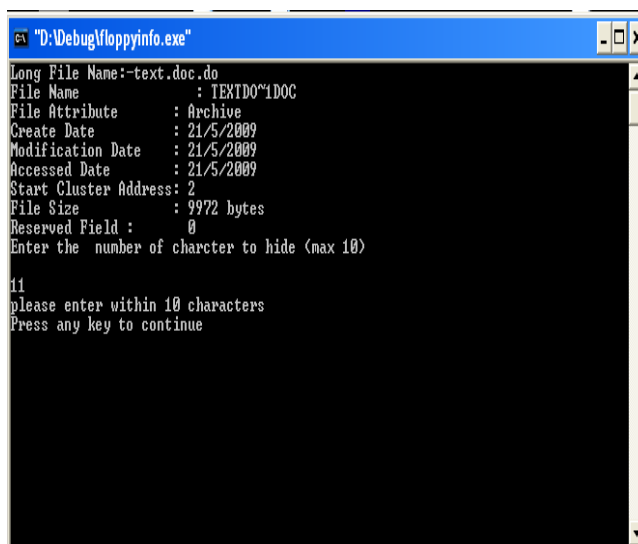 "D:\Debug\floppyinfo.exe"
Long File Name:-text.doc.do
File Name : TEXTDO~1DOC
File Attribute : Archive
Create Date : 21/5/2009
Modification Date : 21/5/2009
Accessed Date : 21/5/2009
Start Cluster Address: 2
File Size : 9972 bytes
Reserved Field : 0
Enter the  number of charcter to hide (max 10)
11
please enter within 10 characters
Press any key to continue